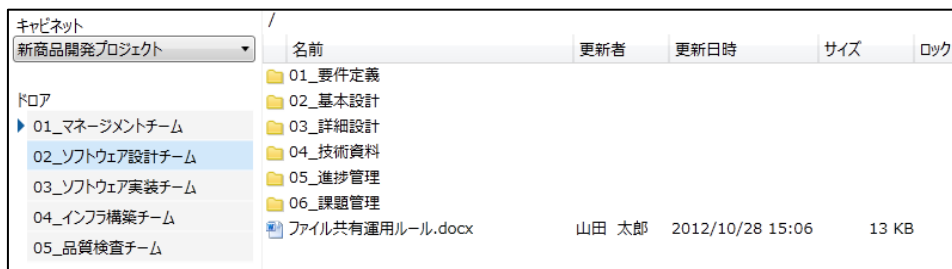 キャビネット
新商品開発プロジェクト
ドロア
01_マネージメントチーム
02_ソフトウェア設計チーム
03_ソフトウェア実装チーム
04_インフラ構築チーム
05_品質検査チーム
/
名前 更新者 更新日時 サイズ ロック
01_要件定義
02_基本設計
03_詳細設計
04_技術資料
05_進捗管理
06_課題管理
ファイル共有運用ルール.docx 山田 太郎 2012/10/28 15:06 13 KB